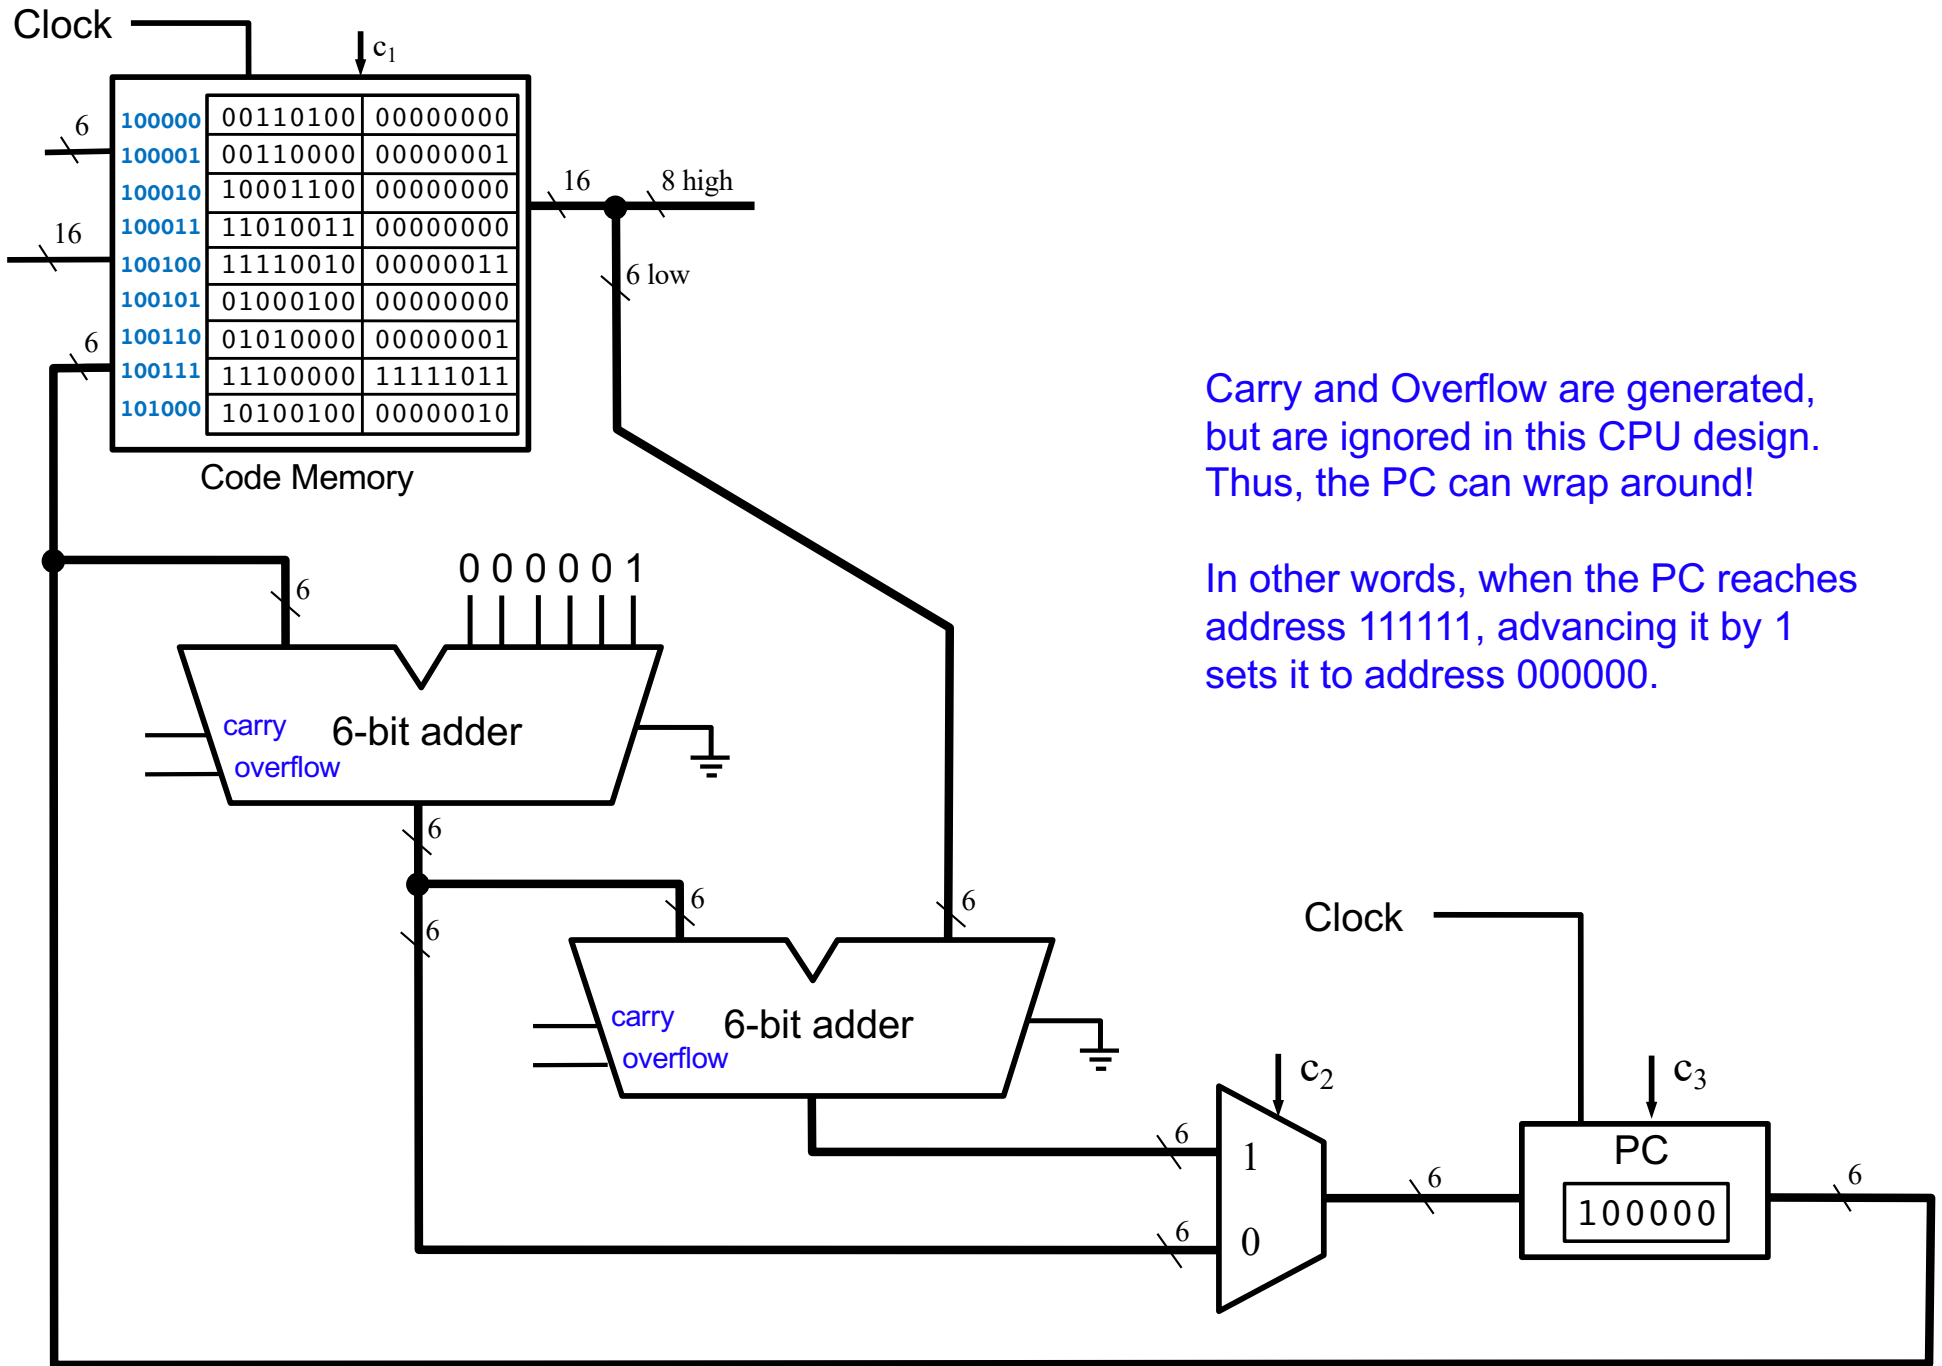 Clock
c1
100000 00110100 00000000
6
100001 00110000 00000001
100010 10001100 00000000
16
8 high
100011 11010011 00000000
16
100100 11110010 00000011
6 low
100101 01000100 00000000
100110 01010000 00000001
6
100111 11100000 11111011
101000 10100100 00000010
Code Memory
Carry and Overflow are generated,
but are ignored in this CPU design.
Thus, the PC can wrap around!
In other words, when the PC reaches
address 111111, advancing it by 1
sets it to address 000000.
0 0 0 0 0 1
6
carry
overflow
6-bit adder
6
6
6
6
carry
overflow
6-bit adder
Clock
c2
c3
6
1
6
0
6
PC
100000
6